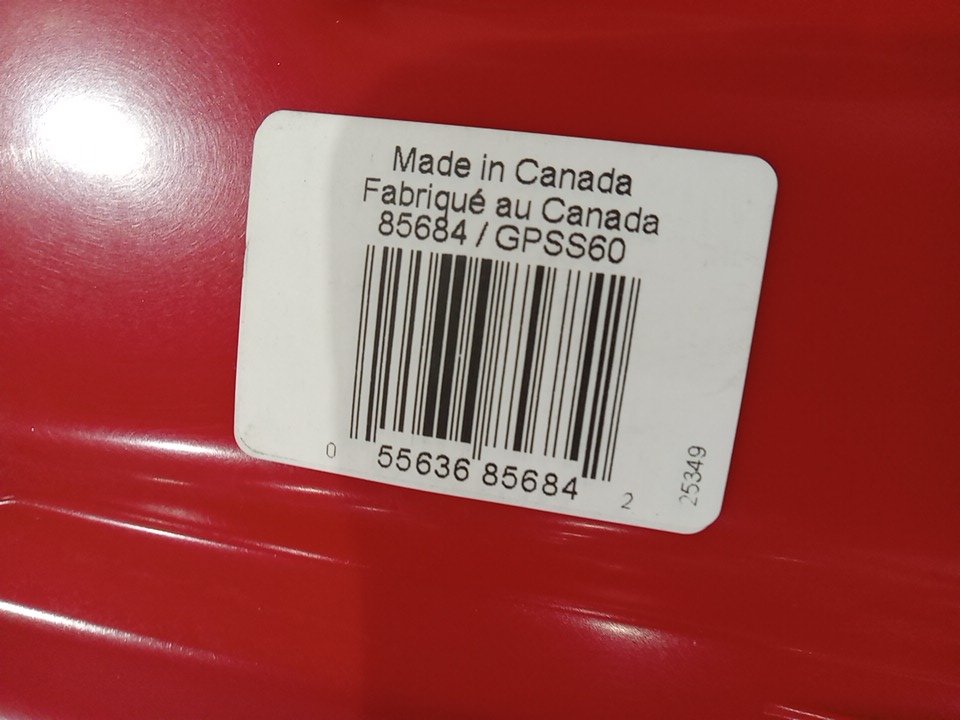 Made in Canada
Fabriqué au Canada
85684 / GPSS60
0 55636 85684 2
25349